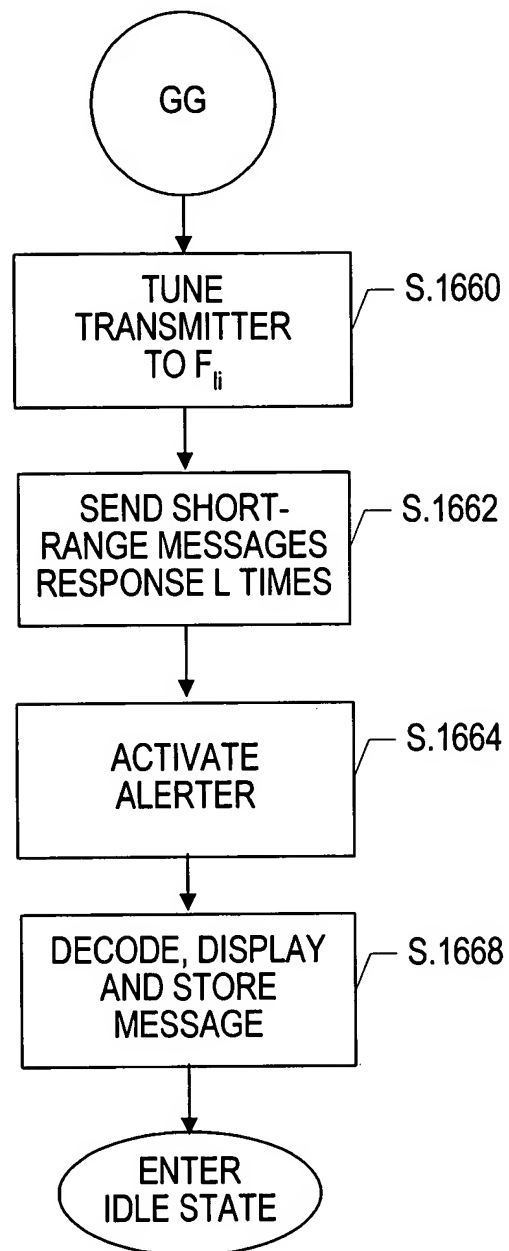 GG
TUNE
TRANSMITTER
TO F_li
S.1660
SEND SHORT-
RANGE MESSAGES
RESPONSE L TIMES
S.1662
ACTIVATE
ALERTER
S.1664
DECODE, DISPLAY
AND STORE
MESSAGE
S.1668
ENTER
IDLE STATE